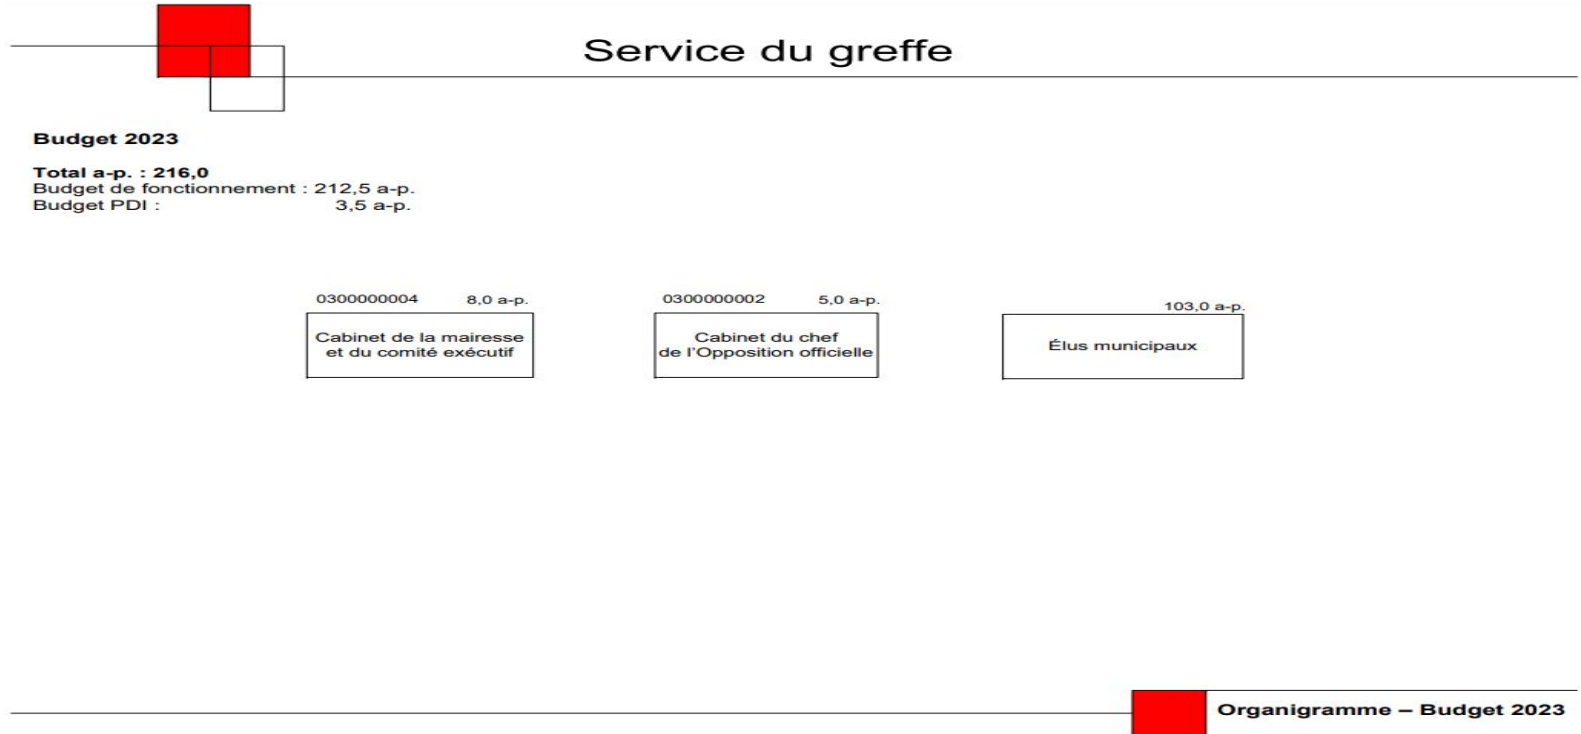 Service du greffe
Budget 2023
Total a-p. : 216,0
Budget de fonctionnement : 212,5 a-p.
Budget PDI : 3,5 a-p.
0300000004 8,0 a-p.
Cabinet de la mairesse
et du comité exécutif
0300000002 5,0 a-p.
Cabinet du chef
de l'Opposition officielle
103,0 a-p.
Élus municipaux
Organigramme – Budget 2023